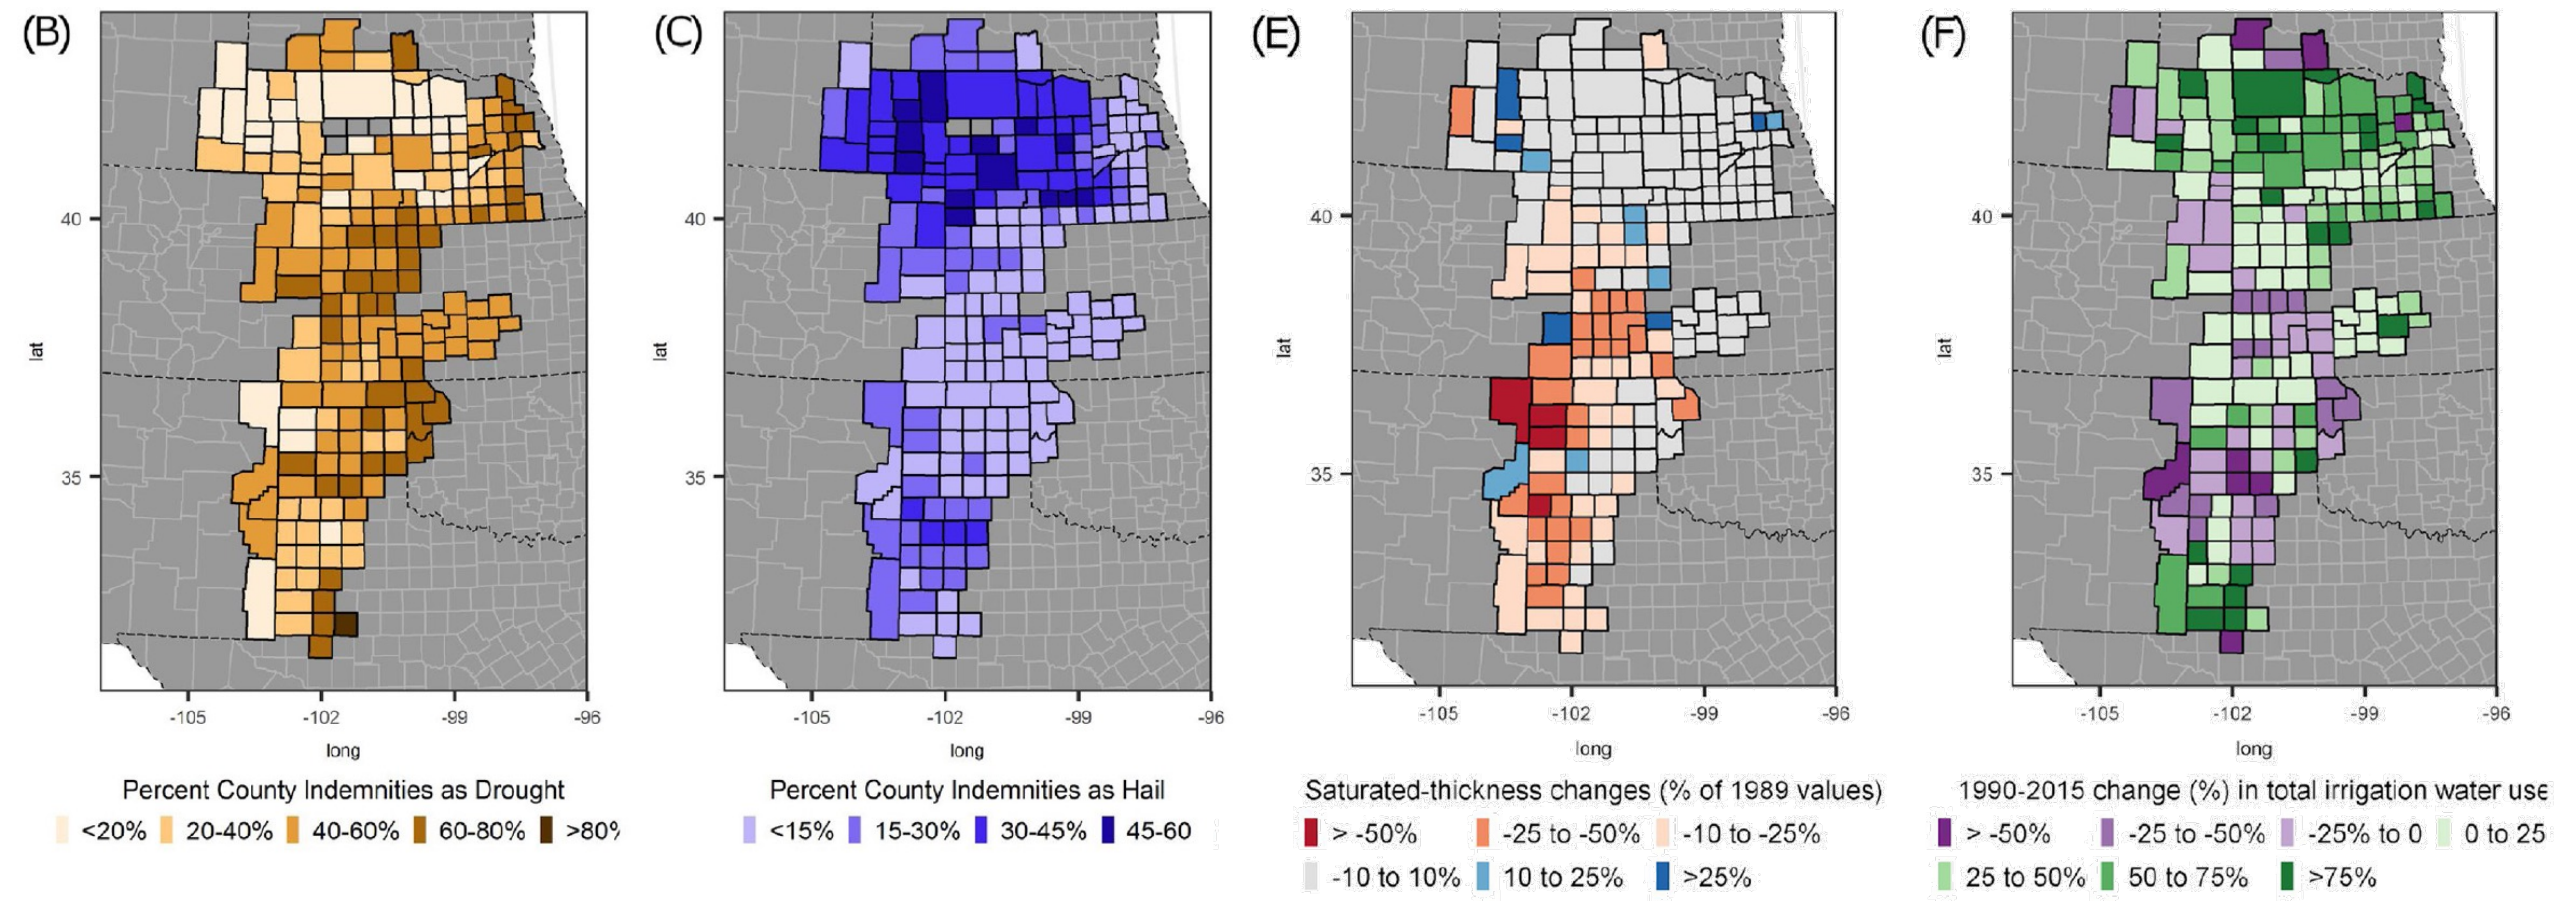 (B)
(C)
(E)
(F)
40
35
lat
-105 -102 -99 -96
long
Percent County Indemnities as Drought
<20% 20-40% 40-60% 60-80% >80%
40
35
lat
-105 -102 -99 -96
long
Percent County Indemnities as Hail
<15% 15-30% 30-45% 45-60
40
35
lat
-105 -102 -99 -96
long
Saturated-thickness changes (% of 1989 values)
> -50% -25 to -50% -10 to -25%
-10 to 10% 10 to 25% >25%
40
35
lat
-105 -102 -99 -96
long
1990-2015 change (%) in total irrigation water use
> -50% -25 to -50% -25% to 0 0 to 25
25 to 50% 50 to 75% >75%